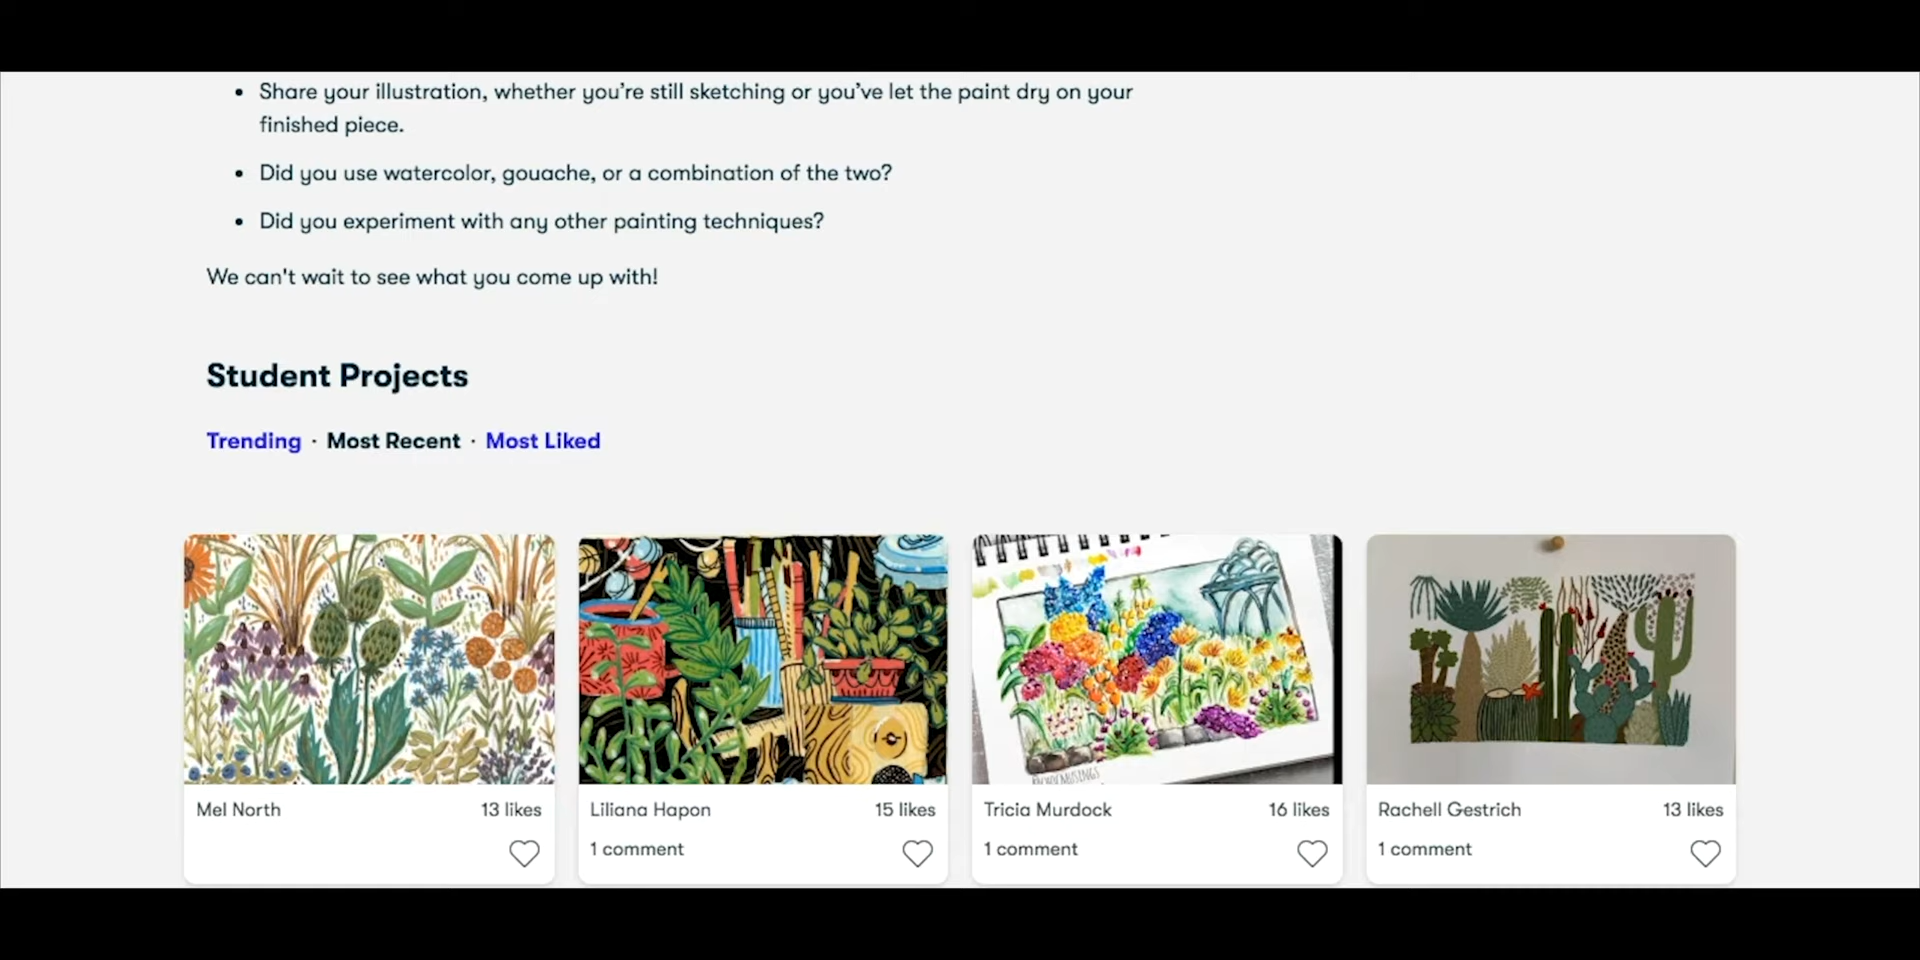 Share your illustration, whether you’re still sketching or you’ve let the paint dry on your
finished piece.
Did you use watercolor, gouache, or a combination of the two?
Did you experiment with any other painting techniques?
We can't wait to see what you come up with!
Student Projects
Trending · Most Recent · Most Liked
Mel North 13 likes
Liliana Hapon 15 likes
1 comment
Tricia Murdock 16 likes
1 comment
Rachell Gestrich 13 likes
1 comment